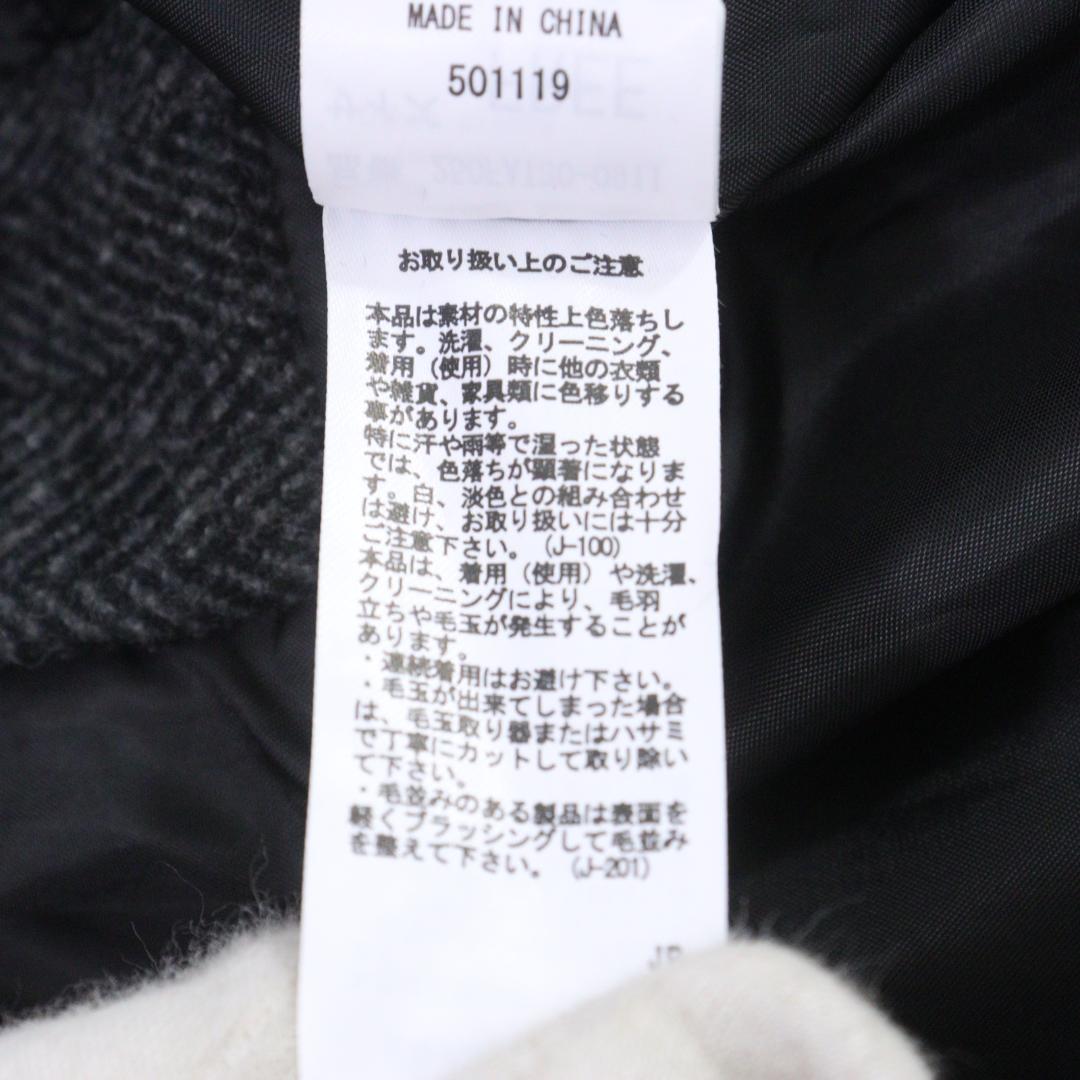 MADE IN CHINA
501119
お取り扱い上のご注意
本品は素材の特性上色落ちし
ます。洗濯、クリーニング、
着用（使用）時に他の衣類
や雑貨、家具類に色移りする
事があります。
特に汗や雨等で湿った状態
では、色落ちが顕著になりま
す。白、淡色との組み合わせ
は避け、お取り扱いには十分
ご注意下さい。（J-100）
本品は、着用（使用）や洗濯、
クリーニングにより、毛羽
立ちや毛玉が発生することが
あります。
・連続着用はお避け下さい。
・毛玉が出来てしまった場合
は、毛玉取り器またはハサミ
で丁寧にカットして取り除い
て下さい。
・毛並みのある製品は表面を
軽くブラッシングして毛並み
を整えて下さい。（J-201）